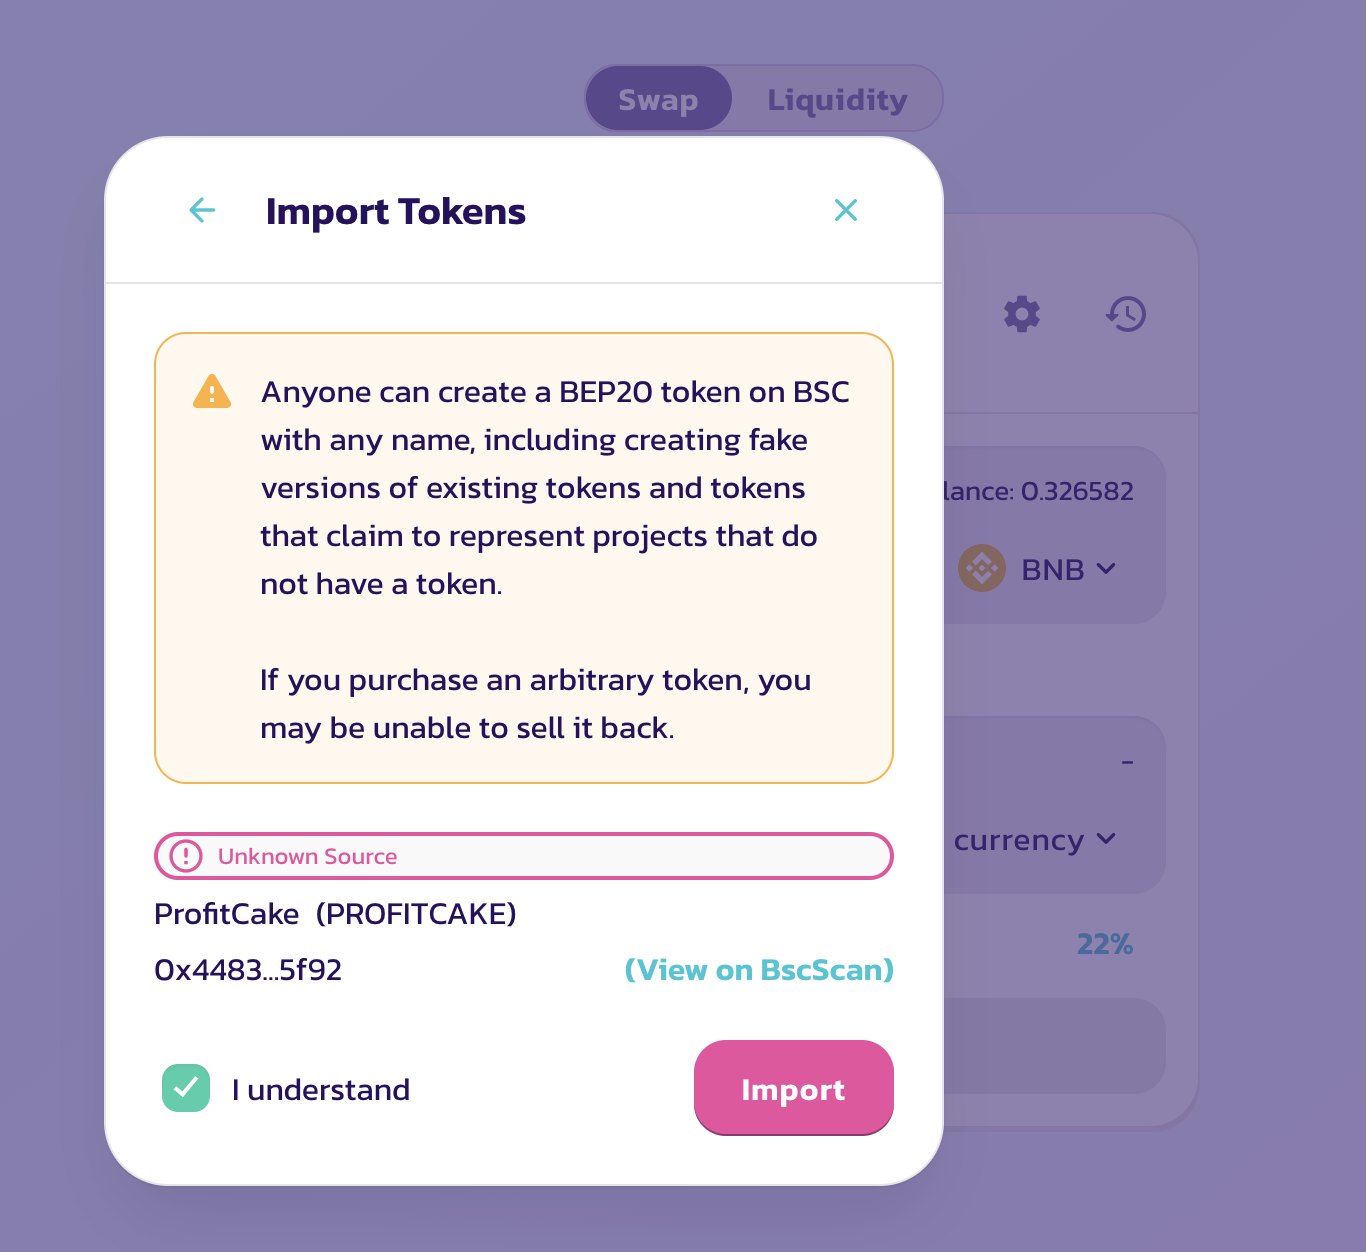 Swap Liquidity
Import Tokens
Anyone can create a BEP20 token on BSC
with any name, including creating fake
versions of existing tokens and tokens
that claim to represent projects that do
not have a token.
If you purchase an arbitrary token, you
may be unable to sell it back.
Unknown Source
ProfitCake (PROFITCAKE)
0x4483...5f92 (View on BscScan)
I understand
Import
lance: 0.326582
BNB
-
currency
22%